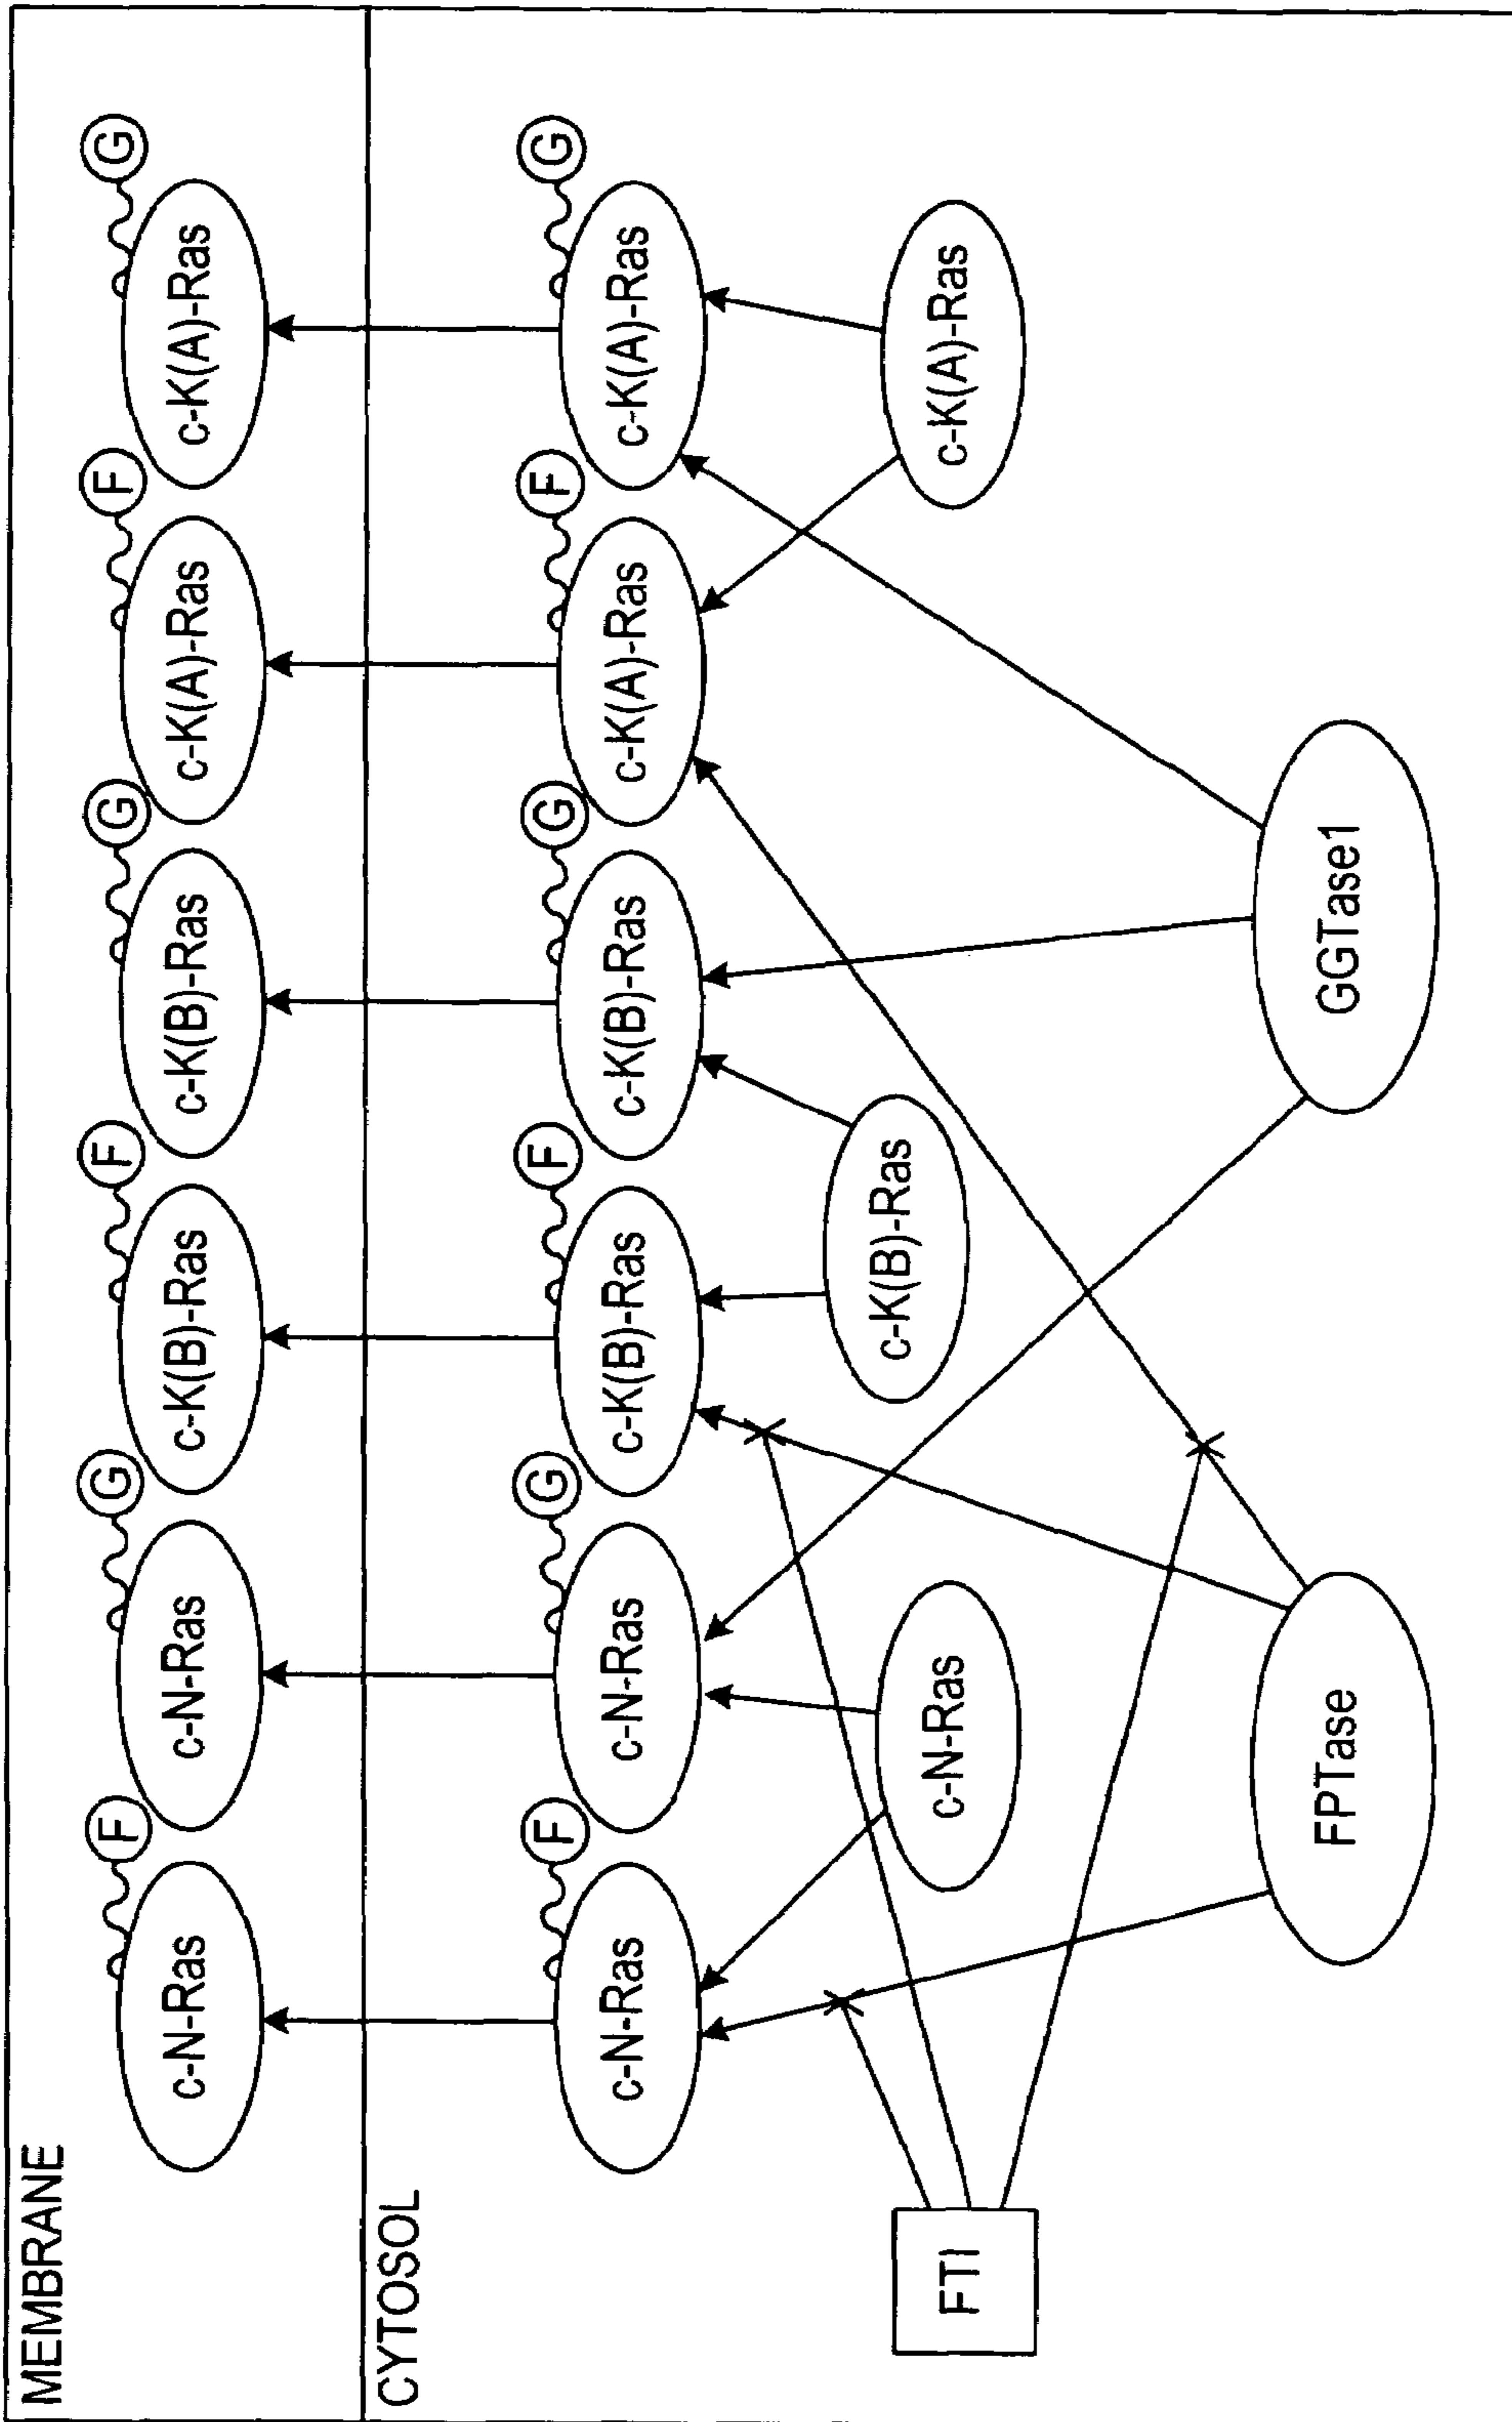 MEMBRANE
F G F G F G
c-N-Ras c-N-Ras c-K(B)-Ras c-K(B)-Ras c-K(A)-Ras c-K(A)-Ras
CYTOSOL
F G F G F G
c-N-Ras c-N-Ras c-K(B)-Ras c-K(B)-Ras c-K(A)-Ras c-K(A)-Ras
c-K(B)-Ras
FTI c-N-Ras c-K(A)-Ras
FPTase GGTase1